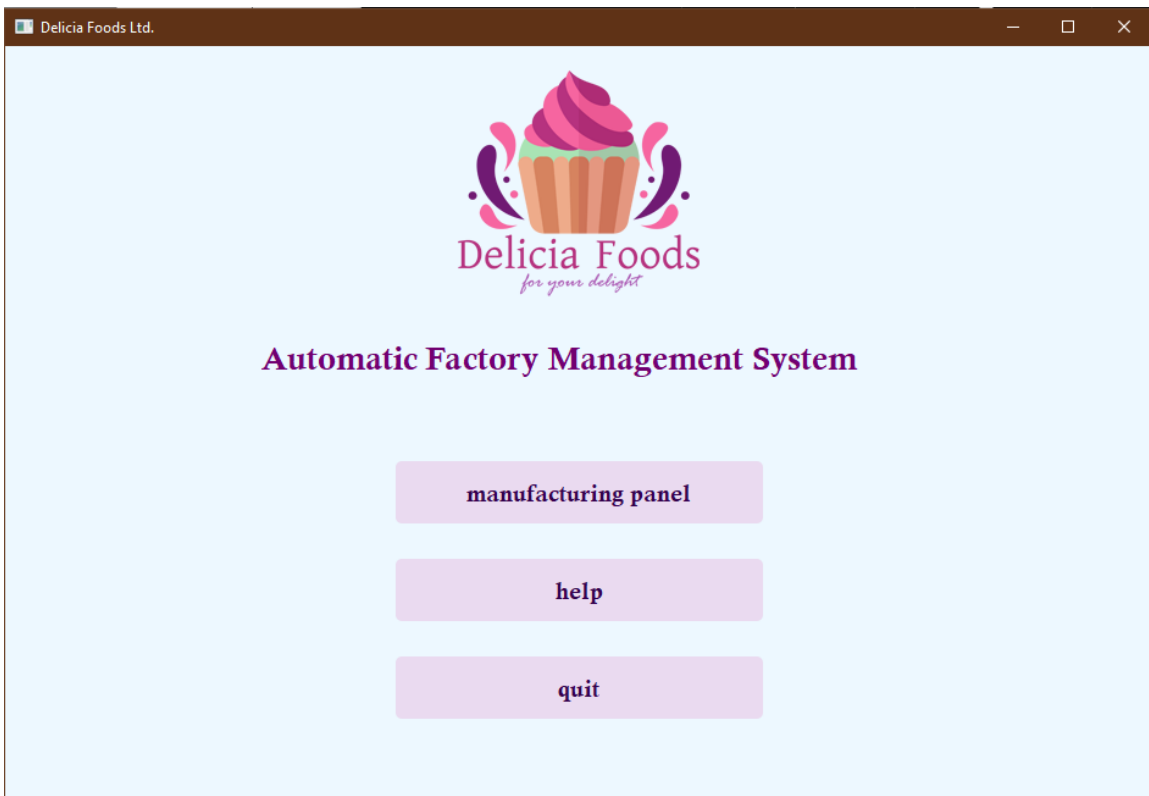 Delicia Foods Ltd.
Delicia Foods
for your delight
Automatic Factory Management System
manufacturing panel
help
quit